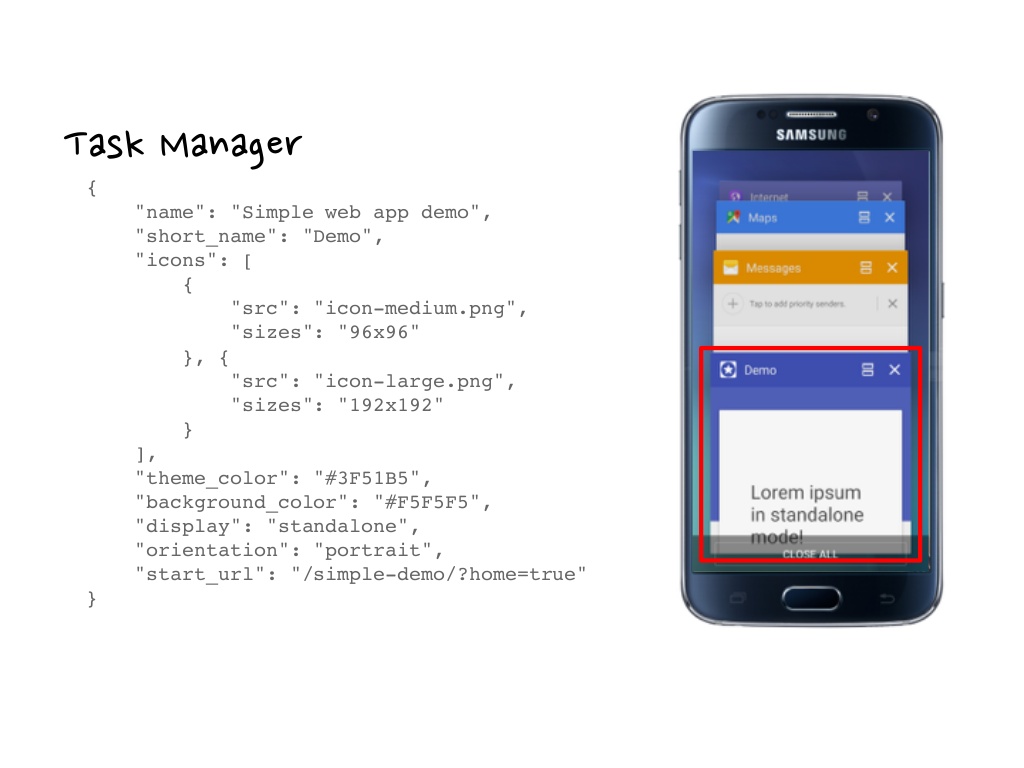 Task Manager
{
"name": "Simple web app demo",
"short_name": "Demo",
"icons": [
{
"src": "icon-medium.png",
"sizes": "96x96"
}, {
"src": "icon-large.png",
"sizes": "192x192"
}
],
"theme_color": "#3F51B5",
"background_color": "#F5F5F5",
"display": "standalone",
"orientation": "portrait",
"start_url": "/simple-demo/?home=true"
}
SAMSUNG
Internet
Maps
Messages
Tap to add priority senders.
Demo
Lorem ipsum
in standalone
mode!
CLOSE ALL